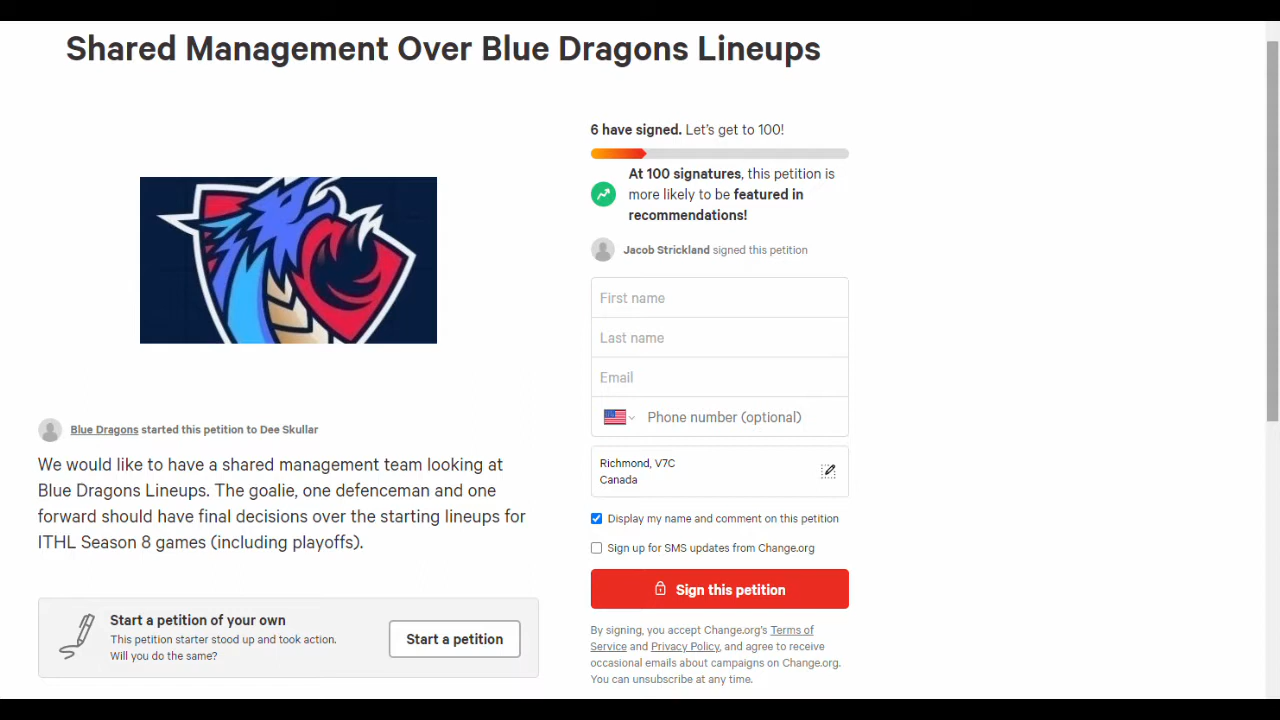 Shared Management Over Blue Dragons Lineups
6 have signed. Let's get to 100!
At 100 signatures, this petition is
more likely to be featured in
recommendations!
Jacob Strickland signed this petition
First name
Last name
Email
Phone number (optional)
Richmond, V7C
Canada
Display my name and comment on this petition
Sign up for SMS updates from Change.org
Sign this petition
By signing, you accept Change.org's Terms of
Service and Privacy Policy, and agree to receive
occasional emails about campaigns on Change.org.
You can unsubscribe at any time.
Blue Dragons started this petition to Dee Skullar
We would like to have a shared management team looking at
Blue Dragons Lineups. The goalie, one defenceman and one
forward should have final decisions over the starting lineups for
ITHL Season 8 games (including playoffs).
Start a petition of your own
This petition starter stood up and took action.
Will you do the same?
Start a petition